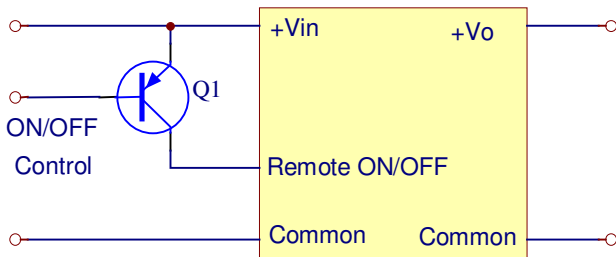 +Vin
+Vo
Q1
ON/OFF
Control
Remote ON/OFF
Common
Common